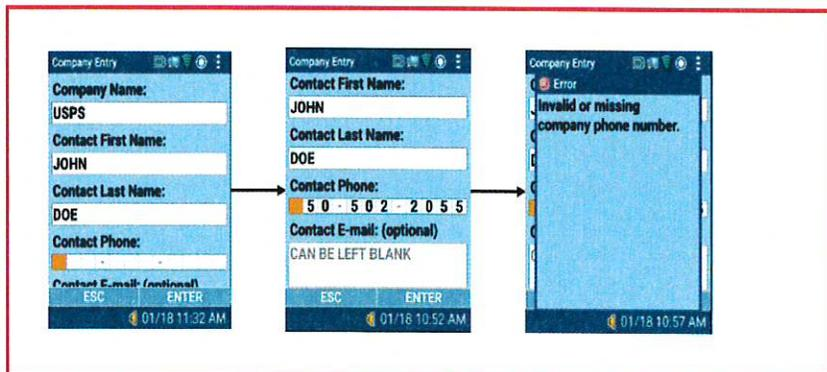 Company Entry
Company Name:
USPS
Contact First Name:
JOHN
Contact Last Name:
DOE
Contact Phone:
- -
Contact E-mail: (optional)
ESC ENTER
01/18 11:32 AM
Company Entry
Contact First Name:
JOHN
Contact Last Name:
DOE
Contact Phone:
50-502-2055
Contact E-mail: (optional)
CAN BE LEFT BLANK
ESC ENTER
01/18 10:52 AM
Company Entry
Error
Invalid or missing
company phone number.
01/18 10:57 AM